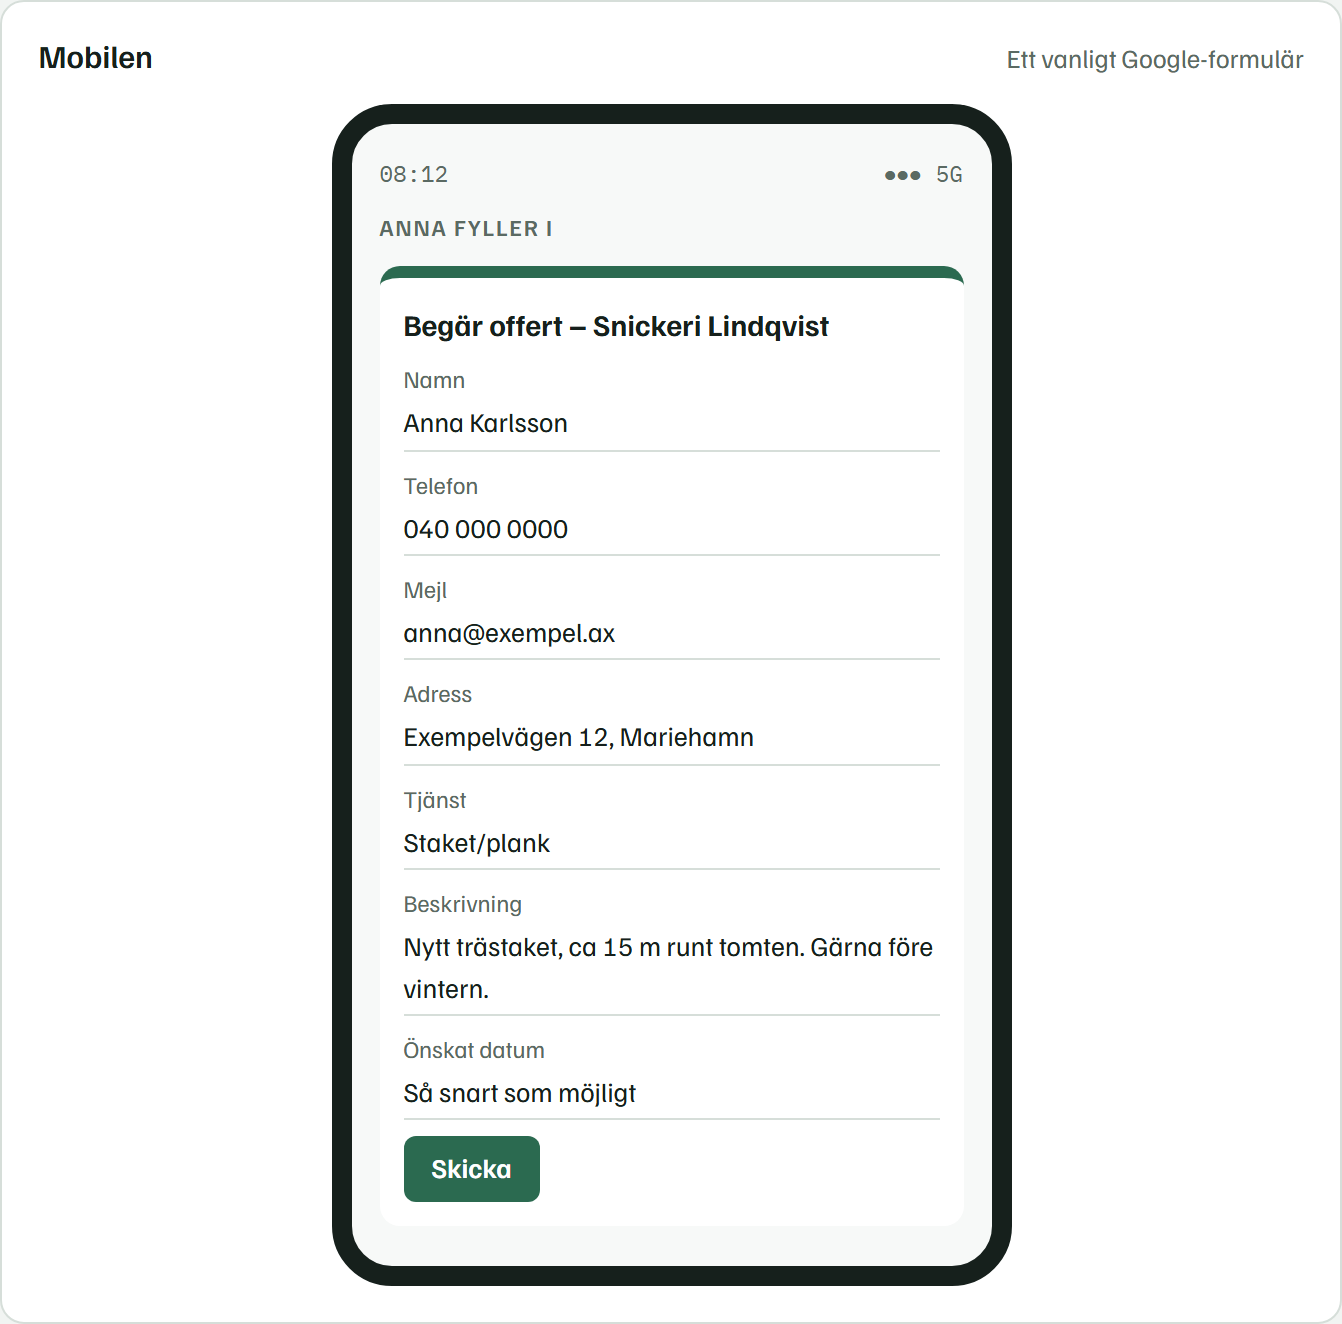 Mobilen
Ett vanligt Google-formulär
08:12
●●● 5G
ANNA FYLLER I
Begär offert – Snickeri Lindqvist
Namn
Anna Karlsson
Telefon
040 000 0000
Mejl
anna@exempel.ax
Adress
Exempelvägen 12, Mariehamn
Tjänst
Staket/plank
Beskrivning
Nytt trästaket, ca 15 m runt tomten. Gärna före
vintern.
Önskat datum
Så snart som möjligt
Skicka